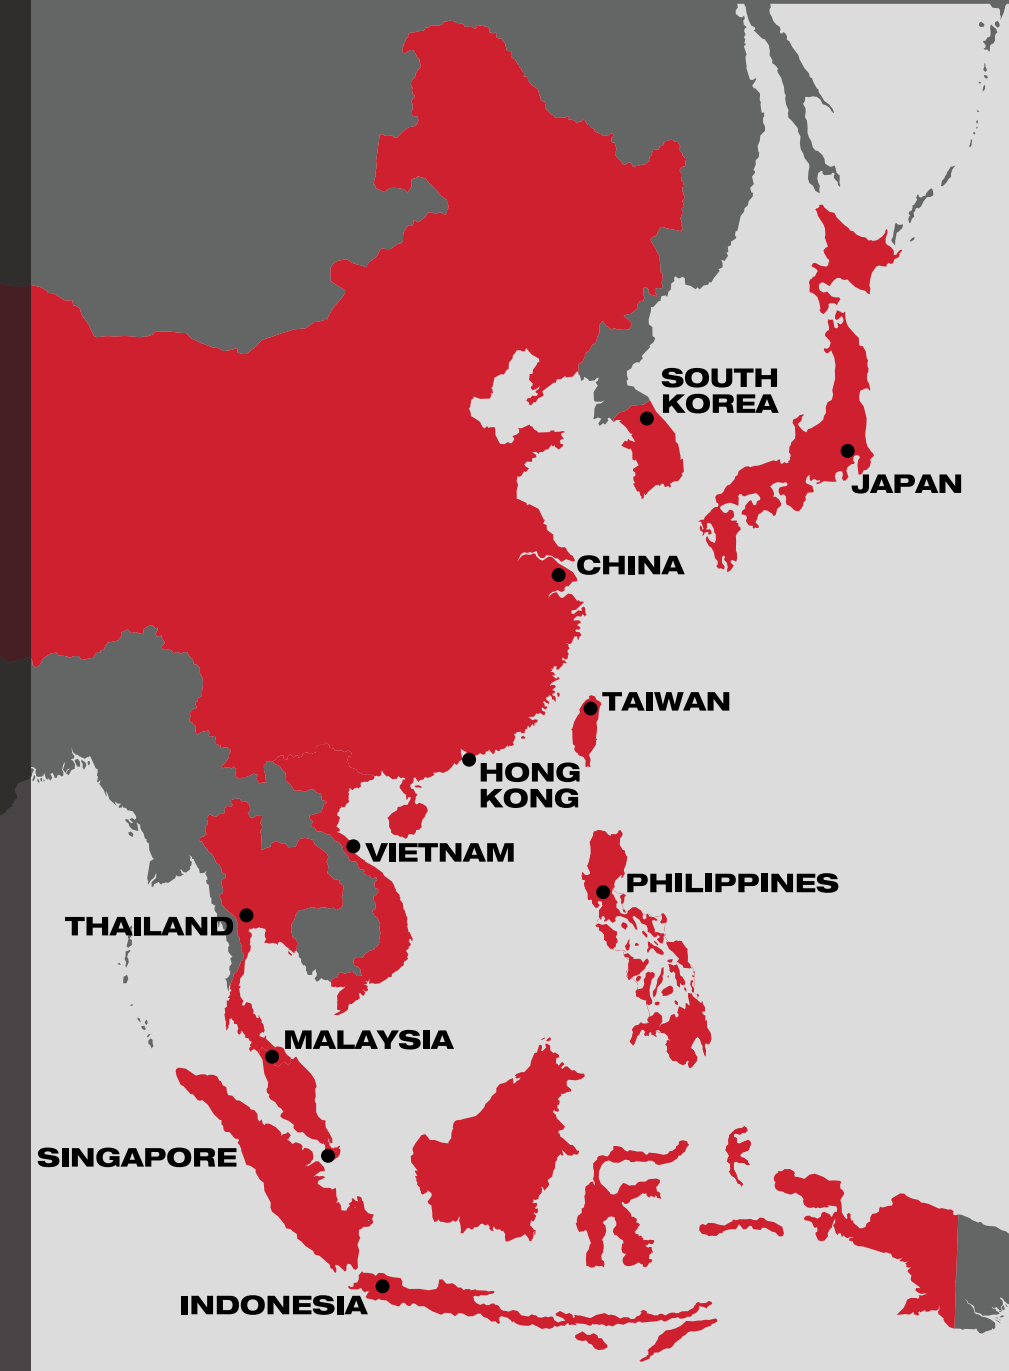 SOUTH
KOREA
JAPAN
CHINA
TAIWAN
HONG
KONG
VIETNAM
PHILIPPINES
THAILAND
MALAYSIA
SINGAPORE
INDONESIA